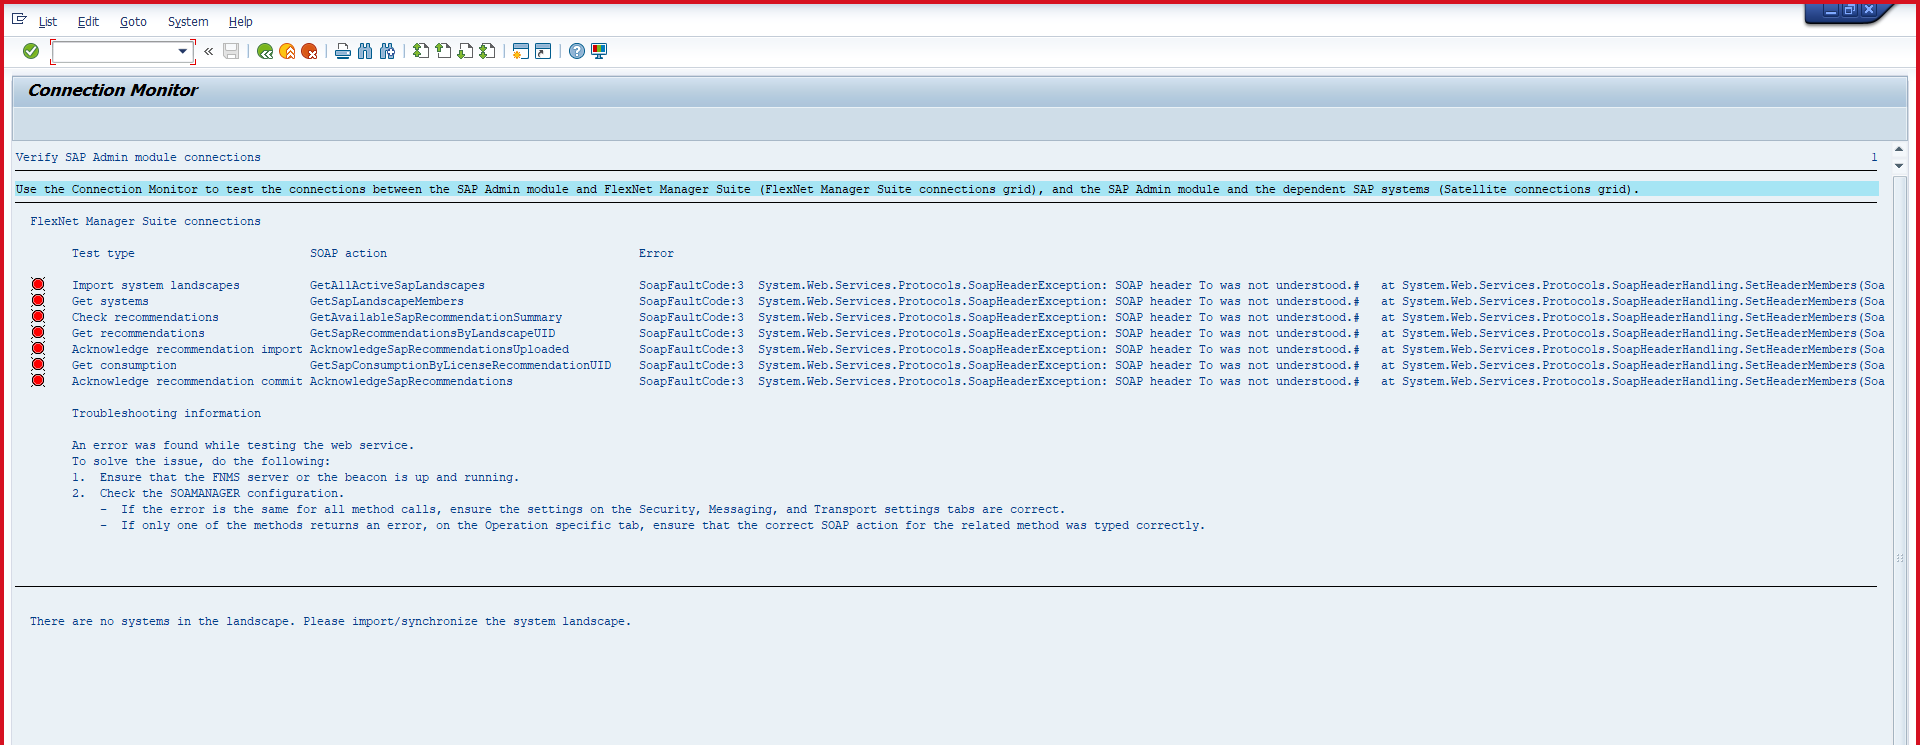 List Edit Goto System Help
Connection Monitor
Verify SAP Admin module connections 1
Use the Connection Monitor to test the connections between the SAP Admin module and FlexNet Manager Suite (FlexNet Manager Suite connections grid), and the SAP Admin module and the dependent SAP systems (Satellite connections grid).
FlexNet Manager Suite connections
Test type SOAP action Error
Import system landscapes GetAllActiveSapLandscapes SoapFaultCode:3 System.Web.Services.Protocols.SoapHeaderException: SOAP header To was not understood.# at System.Web.Services.Protocols.SoapHeaderHandling.SetHeaderMembers(Soa
Get systems GetSapLandscapeMembers SoapFaultCode:3 System.Web.Services.Protocols.SoapHeaderException: SOAP header To was not understood.# at System.Web.Services.Protocols.SoapHeaderHandling.SetHeaderMembers(Soa
Check recommendations GetAvailableSapRecommendationSummary SoapFaultCode:3 System.Web.Services.Protocols.SoapHeaderException: SOAP header To was not understood.# at System.Web.Services.Protocols.SoapHeaderHandling.SetHeaderMembers(Soa
Get recommendations GetSapRecommendationsByLandscapeUID SoapFaultCode:3 System.Web.Services.Protocols.SoapHeaderException: SOAP header To was not understood.# at System.Web.Services.Protocols.SoapHeaderHandling.SetHeaderMembers(Soa
Acknowledge recommendation import AcknowledgeSapRecommendationsUploaded SoapFaultCode:3 System.Web.Services.Protocols.SoapHeaderException: SOAP header To was not understood.# at System.Web.Services.Protocols.SoapHeaderHandling.SetHeaderMembers(Soa
Get consumption GetSapConsumptionByLicenseRecommendationUID SoapFaultCode:3 System.Web.Services.Protocols.SoapHeaderException: SOAP header To was not understood.# at System.Web.Services.Protocols.SoapHeaderHandling.SetHeaderMembers(Soa
Acknowledge recommendation commit AcknowledgeSapRecommendations SoapFaultCode:3 System.Web.Services.Protocols.SoapHeaderException: SOAP header To was not understood.# at System.Web.Services.Protocols.SoapHeaderHandling.SetHeaderMembers(Soa
Troubleshooting information
An error was found while testing the web service.
To solve the issue, do the following:
1. Ensure that the FNMS server or the beacon is up and running.
2. Check the SOAMANAGER configuration.
- If the error is the same for all method calls, ensure the settings on the Security, Messaging, and Transport settings tabs are correct.
- If only one of the methods returns an error, on the Operation specific tab, ensure that the correct SOAP action for the related method was typed correctly.
There are no systems in the landscape. Please import/synchronize the system landscape.